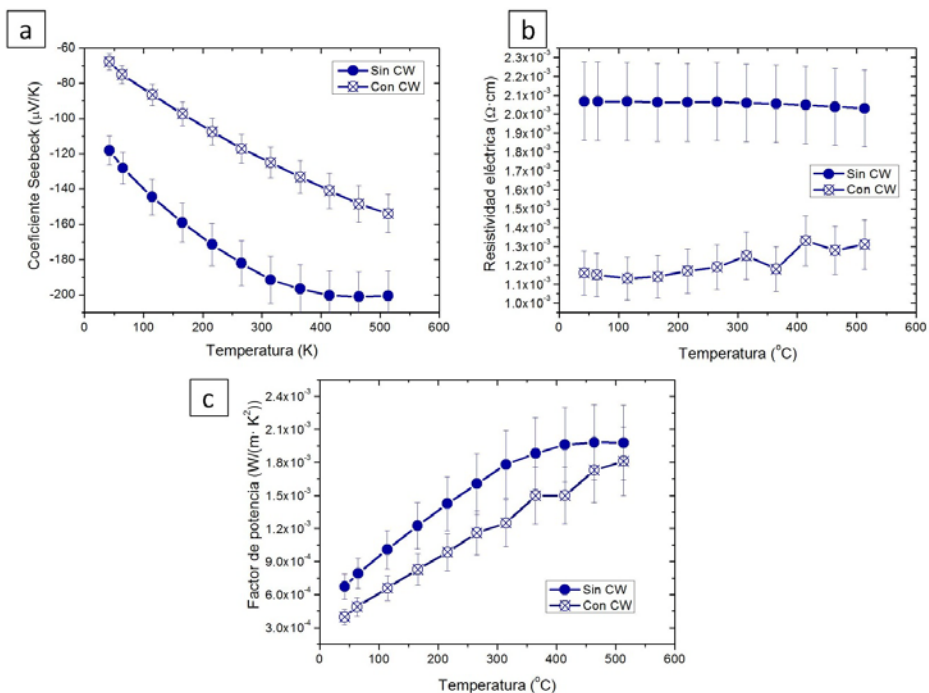 a
-60
-80
-100
-120
-140
-160
-180
-200
Coeficiente Seebeck (μV/K)
Sin CW
Con CW
0 100 200 300 400 500 600
Temperatura (K)
b
2.3x10⁻³
2.2x10⁻³
2.1x10⁻³
2.0x10⁻³
1.9x10⁻³
1.8x10⁻³
1.7x10⁻³
1.6x10⁻³
1.5x10⁻³
1.4x10⁻³
1.3x10⁻³
1.2x10⁻³
1.1x10⁻³
1.0x10⁻³
Resistividad eléctrica (Ω·cm)
Sin CW
Con CW
0 100 200 300 400 500 600
Temperatura (°C)
c
2.4x10⁻³
2.1x10⁻³
1.8x10⁻³
1.5x10⁻³
1.2x10⁻³
9.0x10⁻⁴
6.0x10⁻⁴
3.0x10⁻⁴
Factor de potencia (W/(m· K²))
Sin CW
Con CW
0 100 200 300 400 500 600
Temperatura (°C)